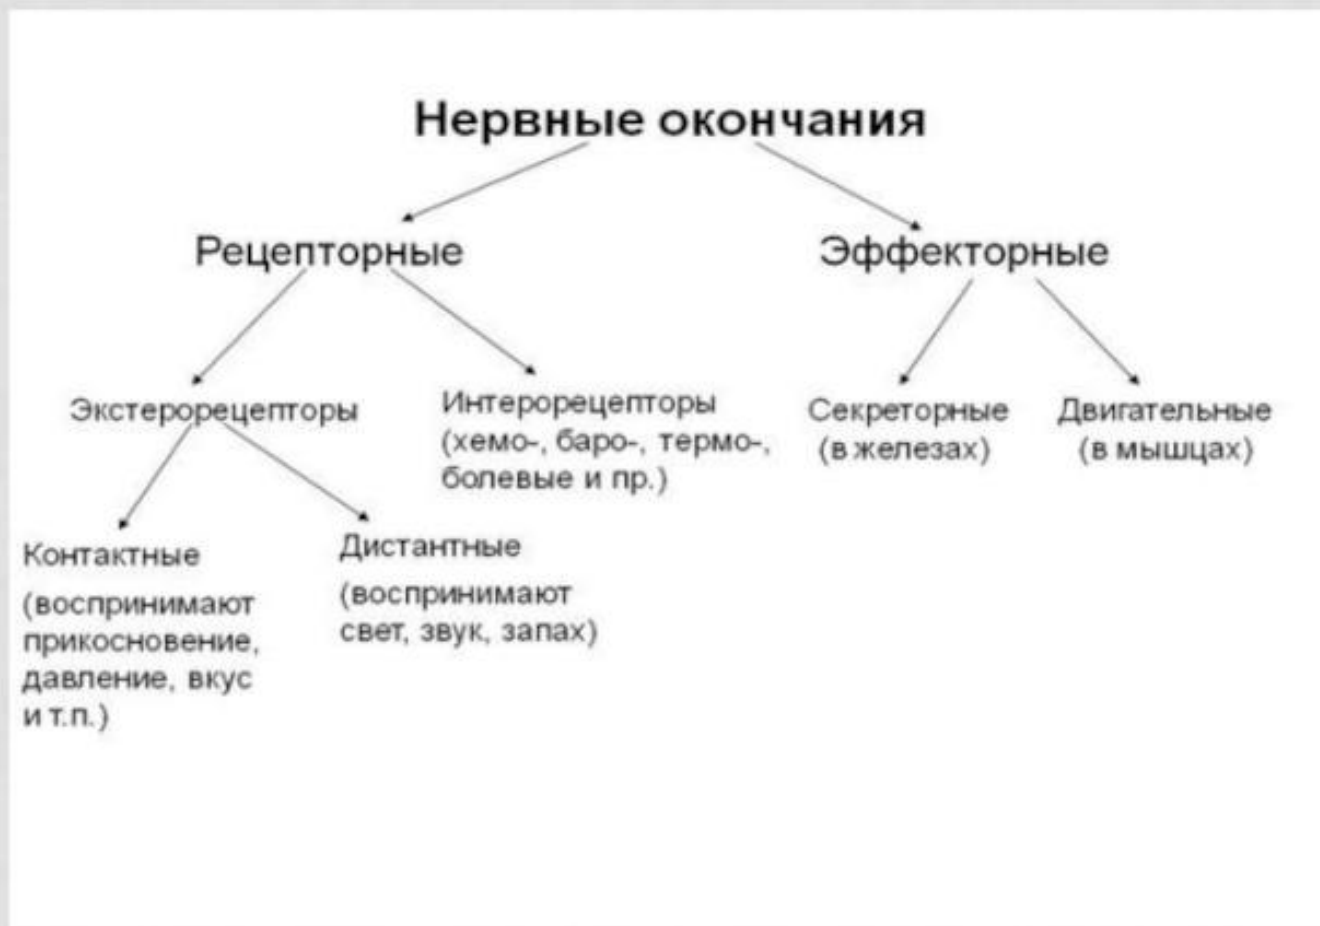 Нервные окончания
Рецепторные
Эффекторные
Экстерорецепторы
Интерорецепторы
(хемо-, баро-, термо-,
болевые и пр.)
Секреторные
(в железах)
Двигательные
(в мышцах)
Контактные
(воспринимают
прикосновение,
давление, вкус
и т.п.)
Дистантные
(воспринимают
свет, звук, запах)